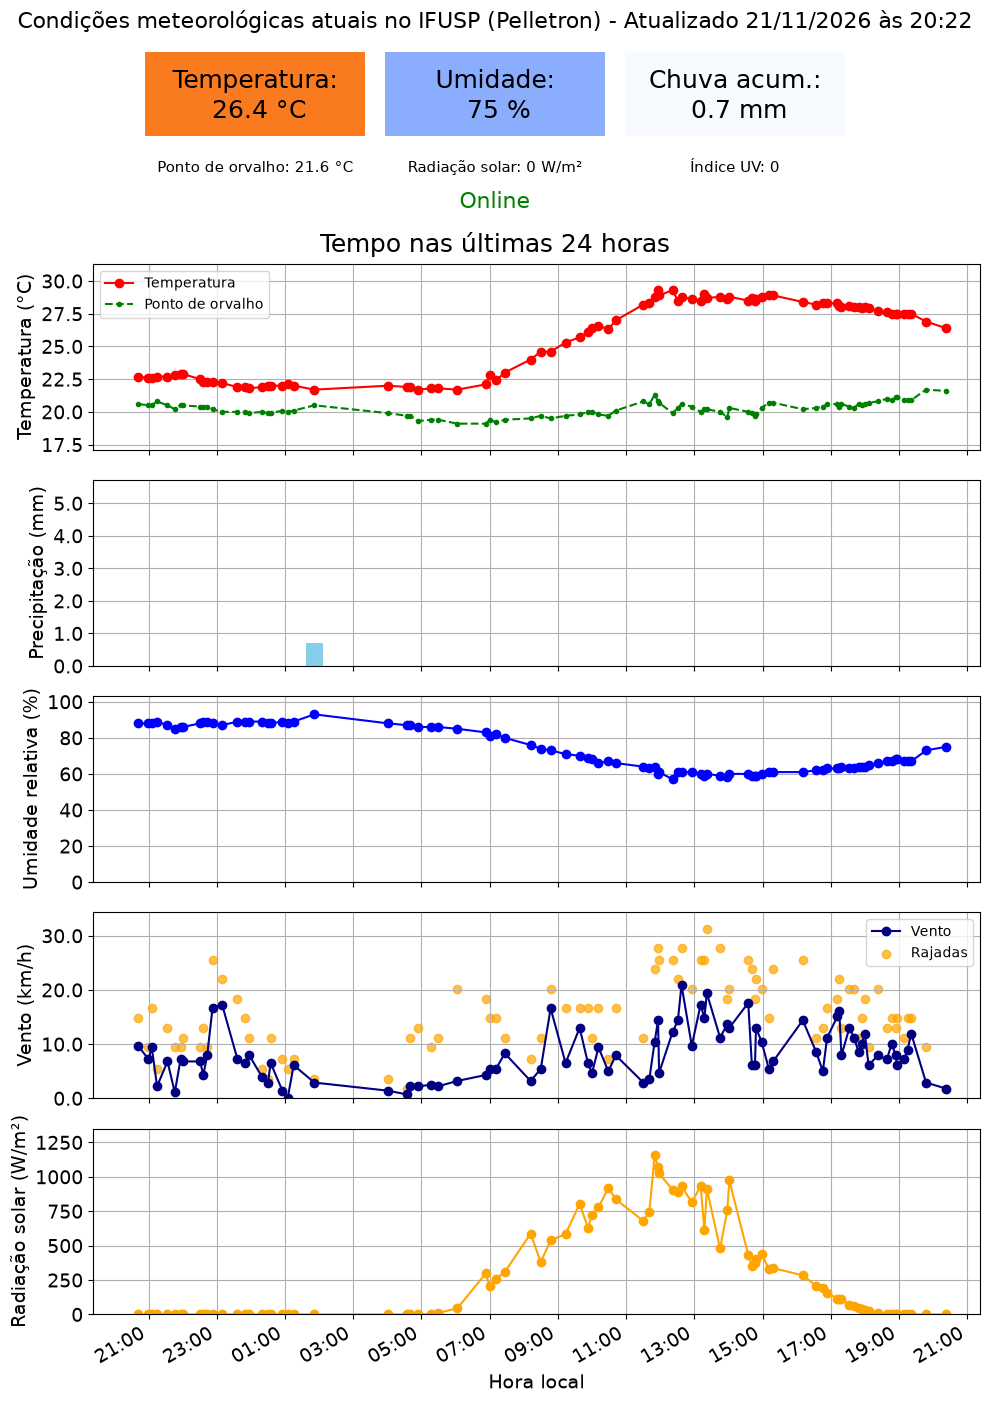 Condições meteorológicas atuais no IFUSP (Pelletron) - Atualizado 21/11/2026 às 20:22
Temperatura:
26.4 °C
Umidade:
75 %
Chuva acum.:
0.7 mm
Ponto de orvalho: 21.6 °C
Radiação solar: 0 W/m²
Índice UV: 0
Online
Tempo nas últimas 24 horas
Temperatura (°C)
30.0
27.5
25.0
22.5
20.0
17.5
Temperatura
Ponto de orvalho
Precipitação (mm)
5.0
4.0
3.0
2.0
1.0
0.0
Umidade relativa (%)
100
80
60
40
20
0
Vento (km/h)
30.0
20.0
10.0
0.0
Vento
Rajadas
Radiação solar (W/m²)
1250
1000
750
500
250
0
21:00
23:00
01:00
03:00
05:00
07:00
09:00
11:00
13:00
15:00
17:00
19:00
21:00
Hora local